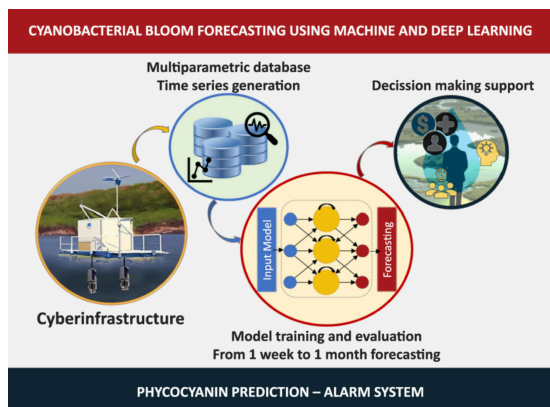 CYANOBACTERIAL BLOOM FORECASTING USING MACHINE AND DEEP LEARNING
Multiparametric database
Time series generation
Decission making support
Cyberinfrastructure
Input Model
Forecasting
Model training and evaluation
From 1 week to 1 month forecasting
PHYCOCYANIN PREDICTION – ALARM SYSTEM